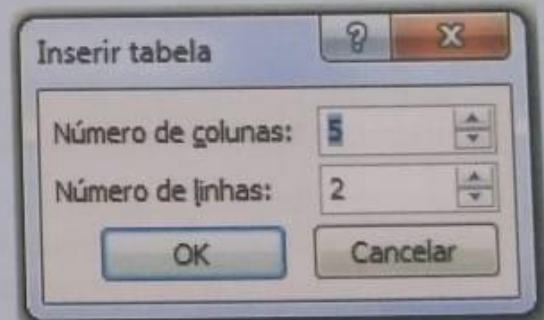 Inserir tabela
Número de colunas: 5
Número de linhas: 2
OK Cancelar